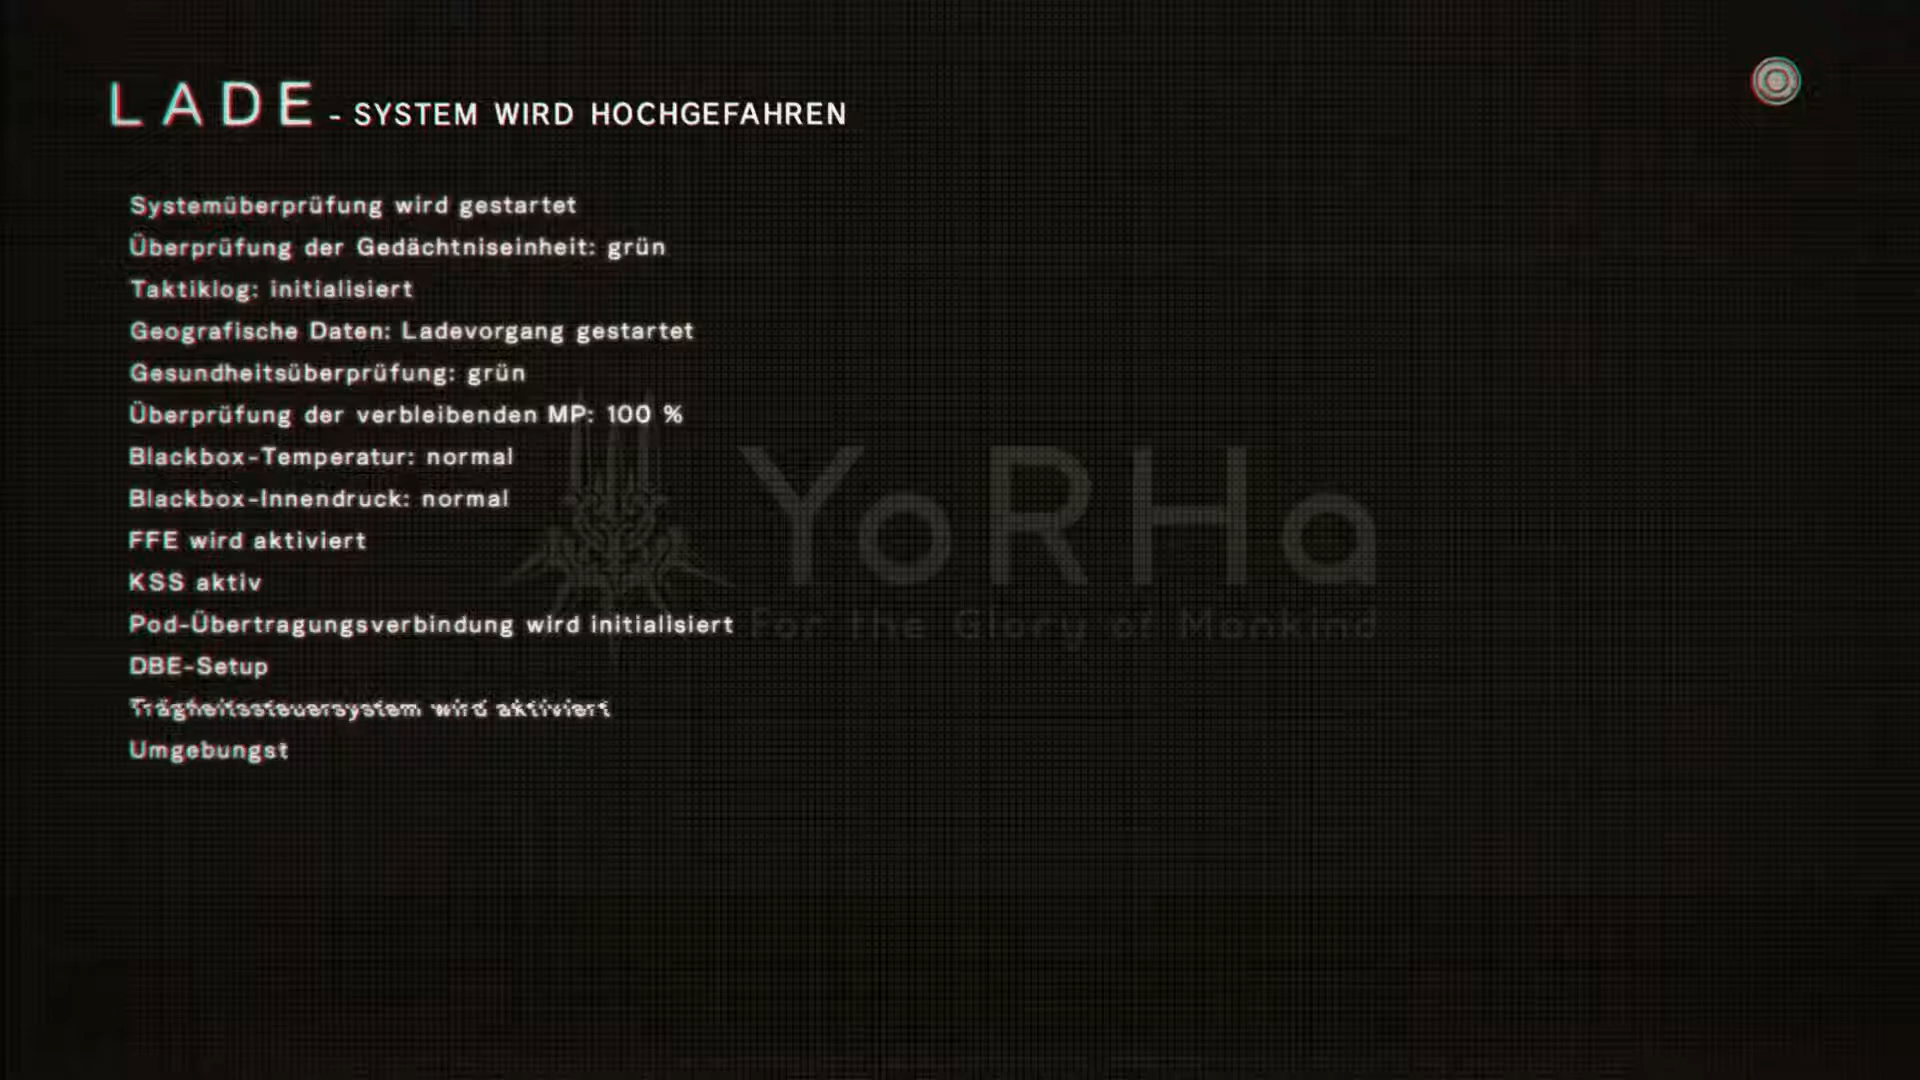 LADE - SYSTEM WIRD HOCHGEFAHREN
Systemüberprüfung wird gestartet
Überprüfung der Gedächtniseinheit: grün
Taktiklog: initialisiert
Geografische Daten: Ladevorgang gestartet
Gesundheitsüberprüfung: grün
Überprüfung der verbleibenden MP: 100 %
Blackbox-Temperatur: normal
Blackbox-Innendruck: normal
FFE wird aktiviert
KSS aktiv
Pod-Übertragungsverbindung wird initialisiert
DBE-Setup
Trägheitssteuersystem wird aktiviert
Umgebungst
YoRHa
For the Glory of Mankind